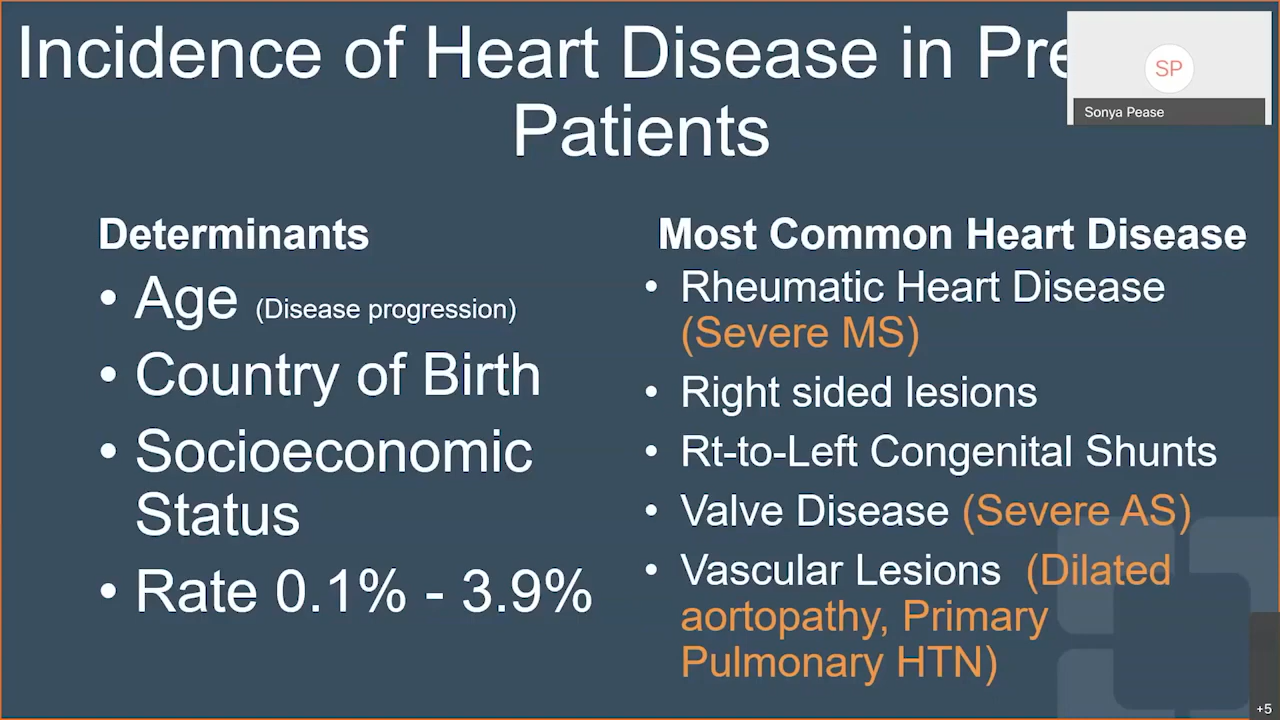 Incidence of Heart Disease in Pre
Patients
SP
Sonya Pease
Determinants
• Age (Disease progression)
• Country of Birth
• Socioeconomic
Status
• Rate 0.1% - 3.9%
Most Common Heart Disease
• Rheumatic Heart Disease
(Severe MS)
• Right sided lesions
• Rt-to-Left Congenital Shunts
• Valve Disease (Severe AS)
• Vascular Lesions (Dilated
aortopathy, Primary
Pulmonary HTN)
+5